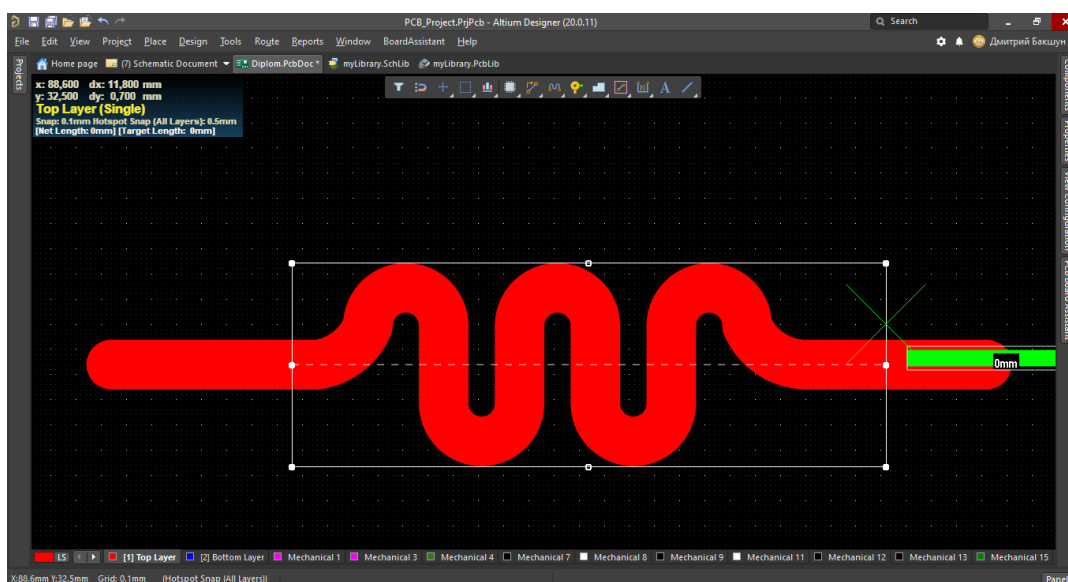 PCB_Project.PrjPcb - Altium Designer (20.0.11)
Search
File Edit View Project Place Design Tools Route Reports Window BoardAssistant Help
Дмитрий Бакшун
Home page (7) Schematic Document Diplom.PcbDoc * myLibrary.SchLib myLibrary.PcbLib
Projects
Components
Properties
View Configuration
PCB Board Assistant
x: 88,600 dx: 11,800 mm
y: 32,500 dy: 0,700 mm
Top Layer (Single)
Snap: 0.1mm Hotspot Snap (All Layers): 0.5mm
[Net Length: 0mm] [Target Length: 0mm]
0mm
LS [1] Top Layer [2] Bottom Layer Mechanical 1 Mechanical 3 Mechanical 4 Mechanical 7 Mechanical 8 Mechanical 9 Mechanical 11 Mechanical 12 Mechanical 13 Mechanical 15
X:88.6mm Y:32.5mm Grid: 0.1mm (Hotspot Snap (All Layers))
Panel